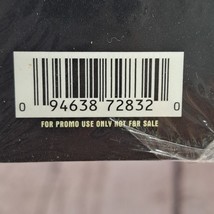 0 94638 72832 0
FOR PROMO USE ONLY NOT FOR SALE